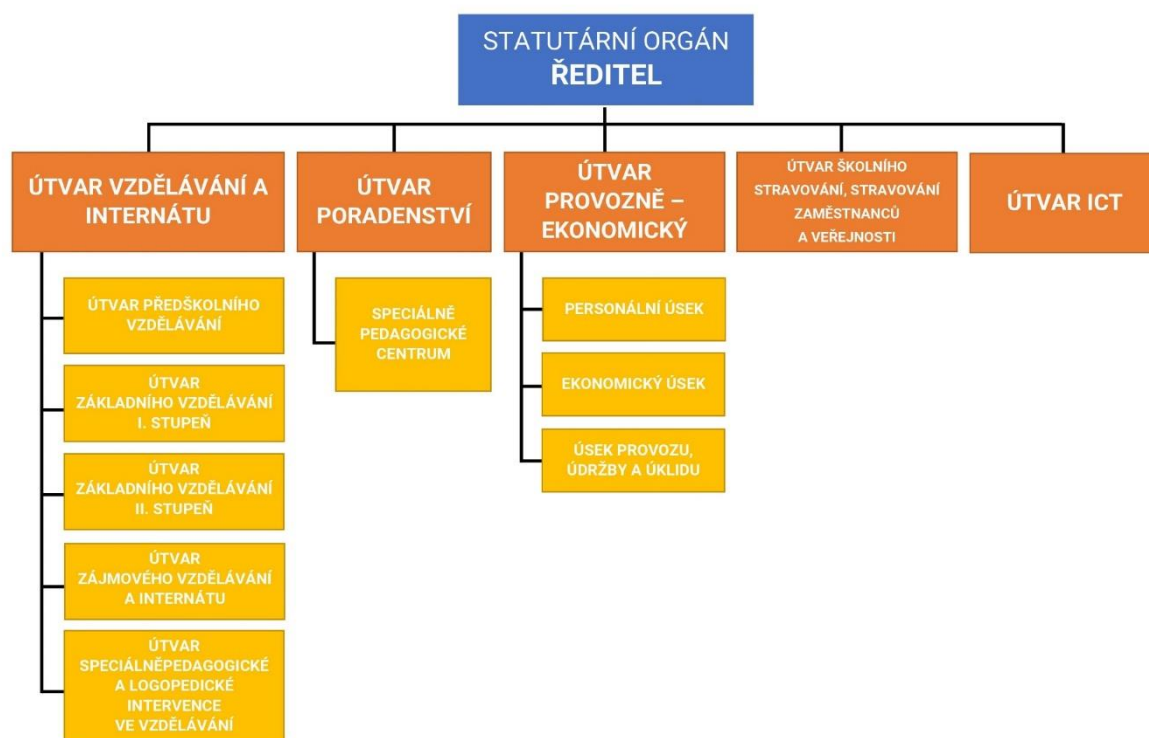 STATUTÁRNÍ ORGÁN
ŘEDITEL
ÚTVAR VZDĚLÁVÁNÍ A
INTERNÁTU
ÚTVAR
PORADENSTVÍ
ÚTVAR
PROVOZNĚ –
EKONOMICKÝ
ÚTVAR ŠKOLNÍHO
STRAVOVÁNÍ, STRAVOVÁNÍ
ZAMĚSTNANCŮ
A VEŘEJNOSTI
ÚTVAR ICT
ÚTVAR PŘEDŠKOLNÍHO
VZDĚLÁVÁNÍ
ÚTVAR
ZÁKLADNÍHO VZDĚLÁVÁNÍ
I. STUPEŇ
ÚTVAR
ZÁKLADNÍHO VZDĚLÁVÁNÍ
II. STUPEŇ
ÚTVAR
ZÁJMOVÉHO VZDĚLÁVÁNÍ
A INTERNÁTU
ÚTVAR
SPECIÁLNĚPEDAGOGICKÉ
A LOGOPEDICKÉ
INTERVENCE
VE VZDĚLÁVÁNÍ
SPECIÁLNĚ
PEDAGOGICKÉ
CENTRUM
PERSONÁLNÍ ÚSEK
EKONOMICKÝ ÚSEK
ÚSEK PROVOZU,
ÚDRŽBY A ÚKLIDU